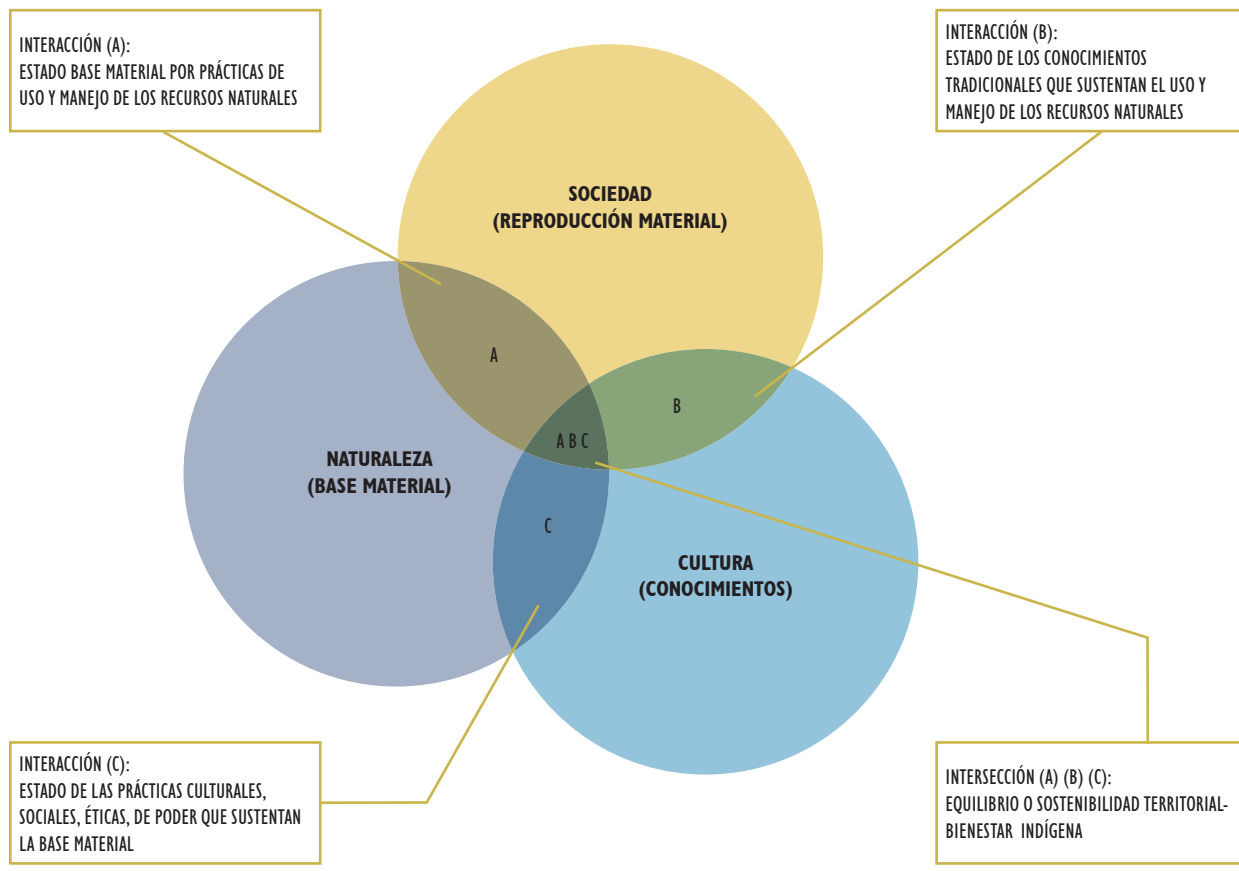 INTERACCIÓN (A):
ESTADO BASE MATERIAL POR PRÁCTICAS DE
USO Y MANEJO DE LOS RECURSOS NATURALES
INTERACCIÓN (B):
ESTADO DE LOS CONOCIMIENTOS
TRADICIONALES QUE SUSTENTAN EL USO Y
MANEJO DE LOS RECURSOS NATURALES
SOCIEDAD
(REPRODUCCIÓN MATERIAL)
A
B
A B C
NATURALEZA
(BASE MATERIAL)
C
CULTURA
(CONOCIMIENTOS)
INTERACCIÓN (C):
ESTADO DE LAS PRÁCTICAS CULTURALES,
SOCIALES, ÉTICAS, DE PODER QUE SUSTENTAN
LA BASE MATERIAL
INTERSECCIÓN (A) (B) (C):
EQUILIBRIO O SOSTENIBILIDAD TERRITORIAL-
BIENESTAR INDÍGENA